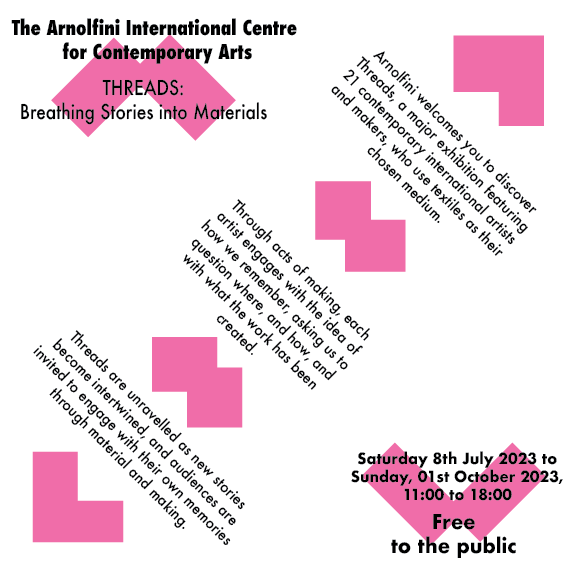 The Arnolfini International Centre
for Contemporary Arts
THREADS:
Breathing Stories into Materials
Arnolfini welcomes you to discover
Threads, a major exhibition featuring
21 contemporary international artists
and makers, who use textiles as their
chosen medium.
Through acts of making, each
artist engages with the idea of
how we remember, asking us to
question where, and how, and
with what the work has been
created.
Threads are unravelled as new stories
become intertwined, and audiences are
invited to engage with their own memories
through material and making.
Saturday 8th July 2023 to
Sunday, 01st October 2023,
11:00 to 18:00
Free
to the public